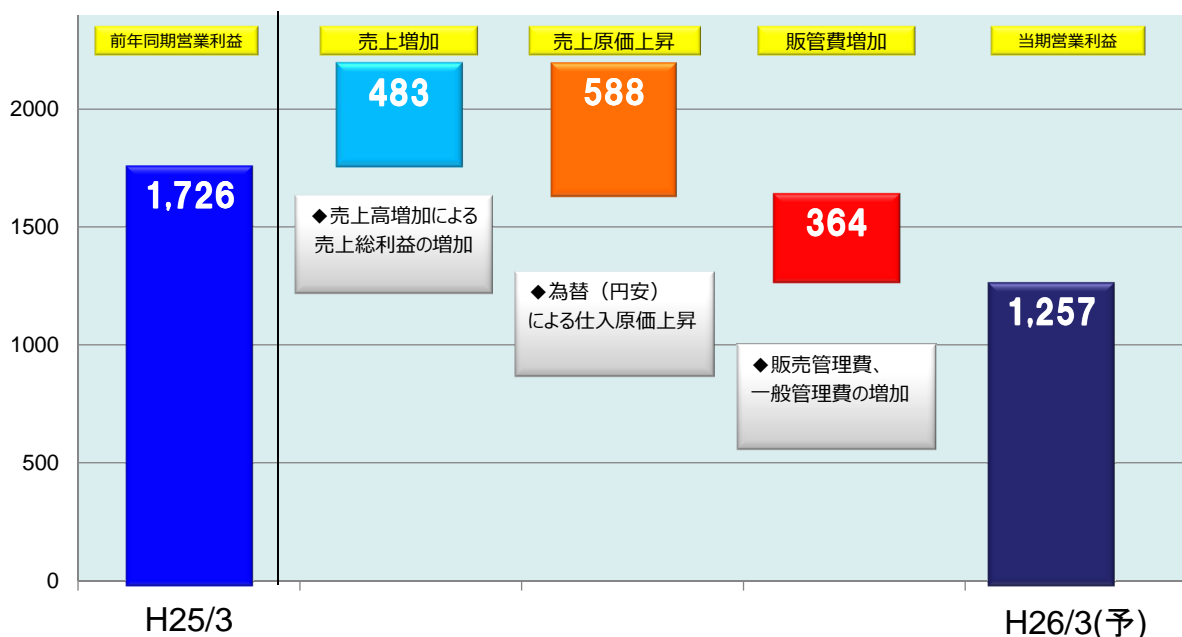 前年同期営業利益
売上増加
売上原価上昇
販管費増加
当期営業利益
2000
1500
1000
500
0
1,726
483
588
364
1,257
◆売上高増加による
売上総利益の増加
◆為替（円安）
による仕入原価上昇
◆販売管理費、
一般管理費の増加
H25/3
H26/3(予)